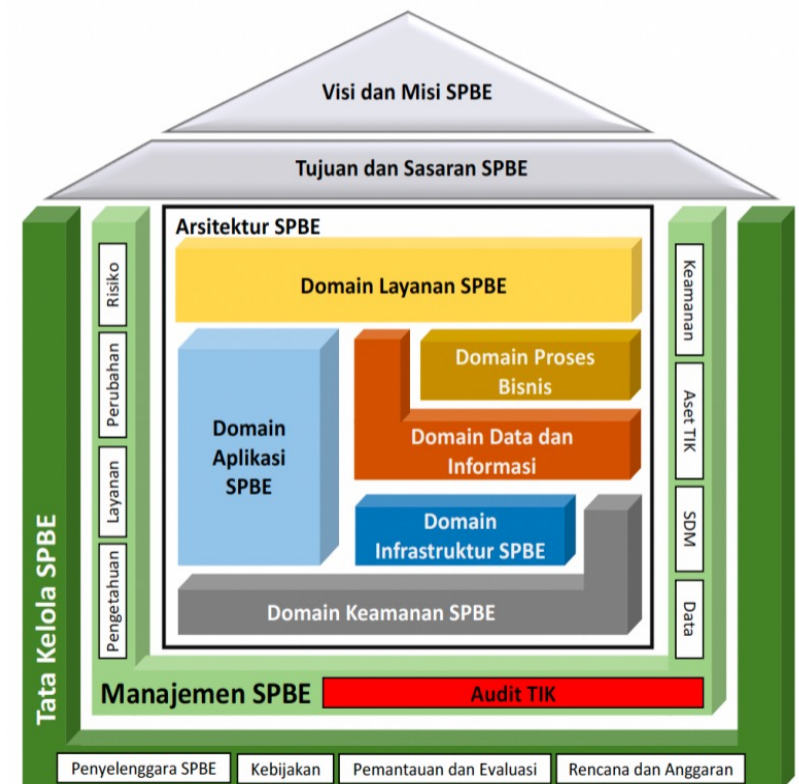 Visi dan Misi SPBE
Tujuan dan Sasaran SPBE
Arsitektur SPBE
Domain Layanan SPBE
Domain Proses
Bisnis
Domain Aplikasi
SPBE
Domain Data dan
Informasi
Domain
Infrastruktur SPBE
Domain Keamanan SPBE
Risiko
Perubahan
Layanan
Pengetahuan
Keamanan
Aset TIK
SDM
Data
Tata Kelola SPBE
Manajemen SPBE
Audit TIK
Penyelenggara SPBE
Kebijakan
Pemantauan dan Evaluasi
Rencana dan Anggaran